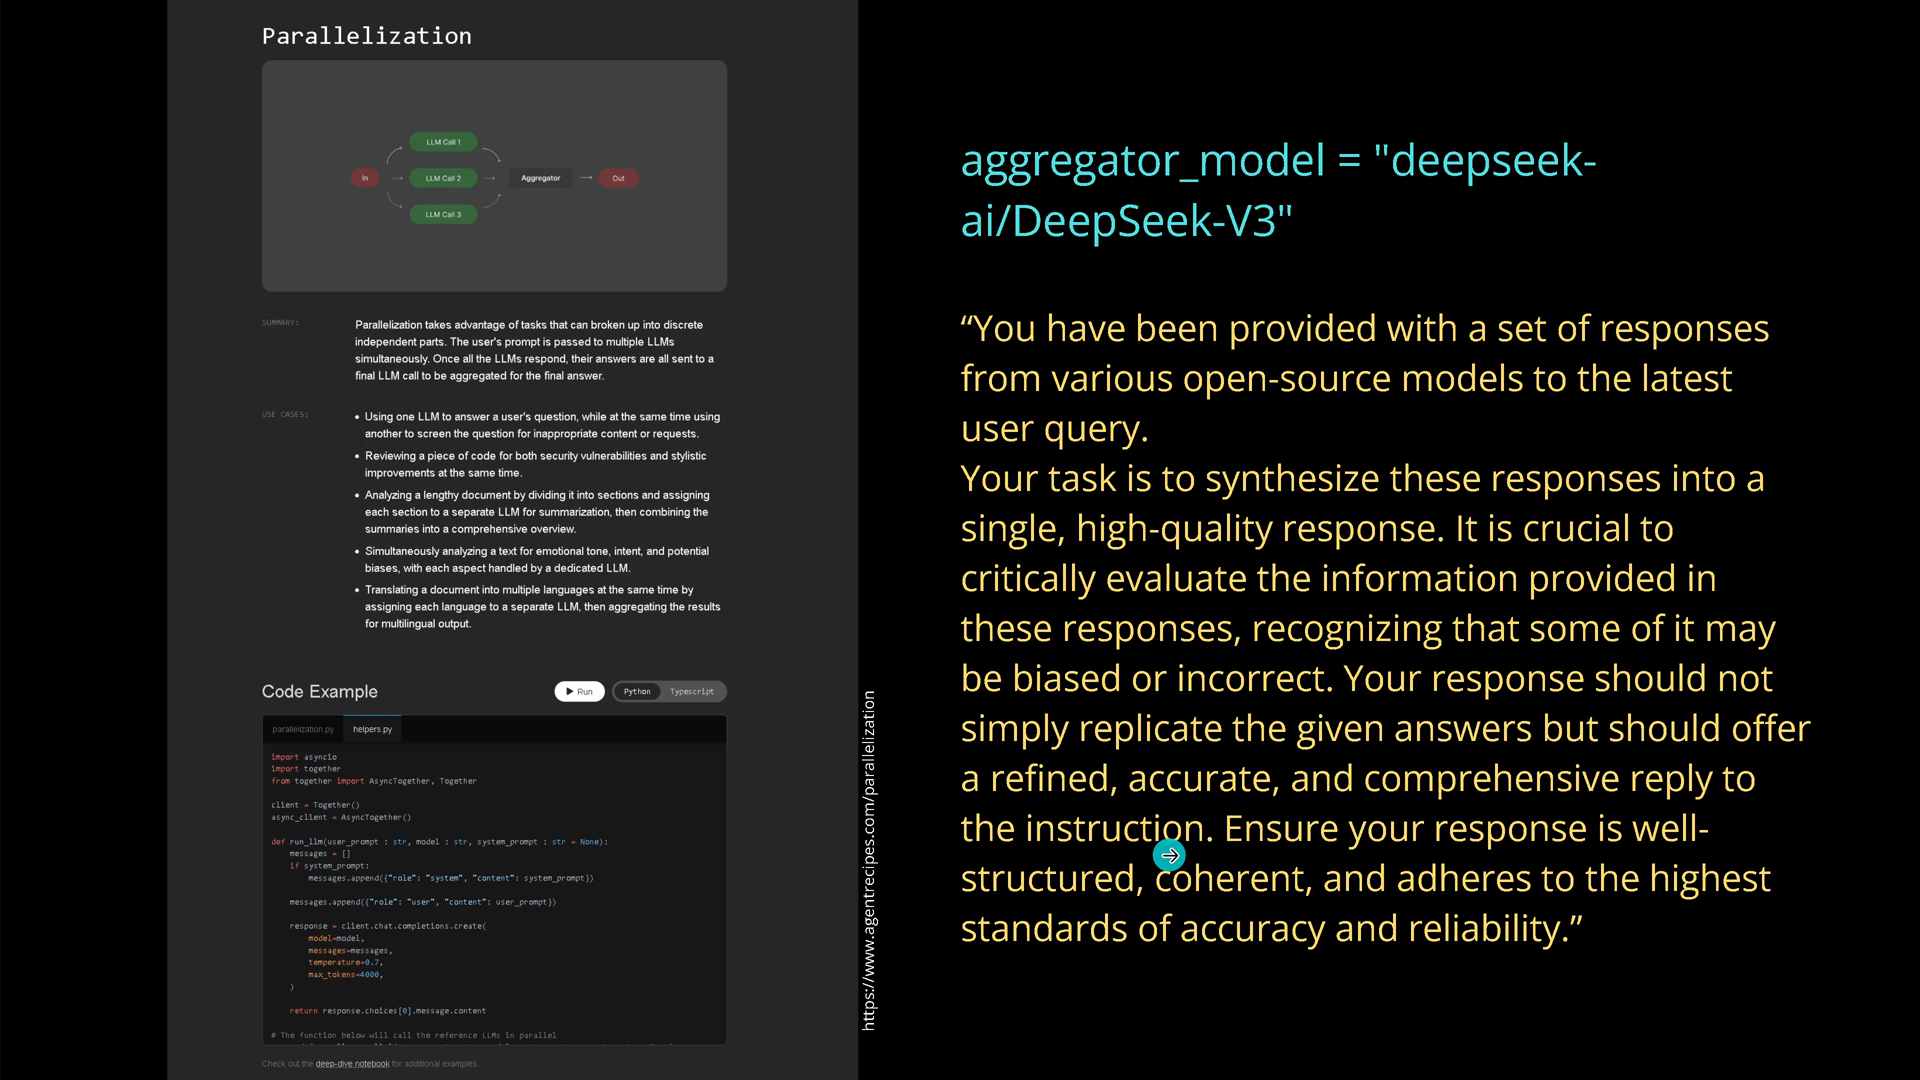 Parallelization
LLM Call 1
In
LLM Call 2
Aggregator
Out
LLM Call 3
SUMMARY:
Parallelization takes advantage of tasks that can broken up into discrete
independent parts. The user's prompt is passed to multiple LLMs
simultaneously. Once all the LLMs respond, their answers are all sent to a
final LLM call to be aggregated for the final answer.
USE CASES:
• Using one LLM to answer a user's question, while at the same time using
another to screen the question for inappropriate content or requests.
• Reviewing a piece of code for both security vulnerabilities and stylistic
improvements at the same time.
• Analyzing a lengthy document by dividing it into sections and assigning
each section to a separate LLM for summarization, then combining the
summaries into a comprehensive overview.
• Simultaneously analyzing a text for emotional tone, intent, and potential
biases, with each aspect handled by a dedicated LLM.
• Translating a document into multiple languages at the same time by
assigning each language to a separate LLM, then aggregating the results
for multilingual output.
Code Example
Run
Python
Typescript
parallelization.py
helpers.py
import asyncio
import together
from together import AsyncTogether, Together
client = Together()
async_client = AsyncTogether()
def run_llm(user_prompt : str, model : str, system_prompt : str = None):
messages = []
if system_prompt:
messages.append({"role": "system", "content": system_prompt})
messages.append({"role": "user", "content": user_prompt})
response = client.chat.completions.create(
model=model,
messages=messages,
temperature=0.7,
max_tokens=4000,
)
return response.choices[0].message.content
# The function below will call the reference LLMs in parallel
Check out the deep-dive notebook for additional examples.
https://www.agentrecipes.com/parallelization
aggregator_model = "deepseek-
ai/DeepSeek-V3"
“You have been provided with a set of responses
from various open-source models to the latest
user query.
Your task is to synthesize these responses into a
single, high-quality response. It is crucial to
critically evaluate the information provided in
these responses, recognizing that some of it may
be biased or incorrect. Your response should not
simply replicate the given answers but should offer
a refined, accurate, and comprehensive reply to
the instruction. Ensure your response is well-
structured, coherent, and adheres to the highest
standards of accuracy and reliability.”